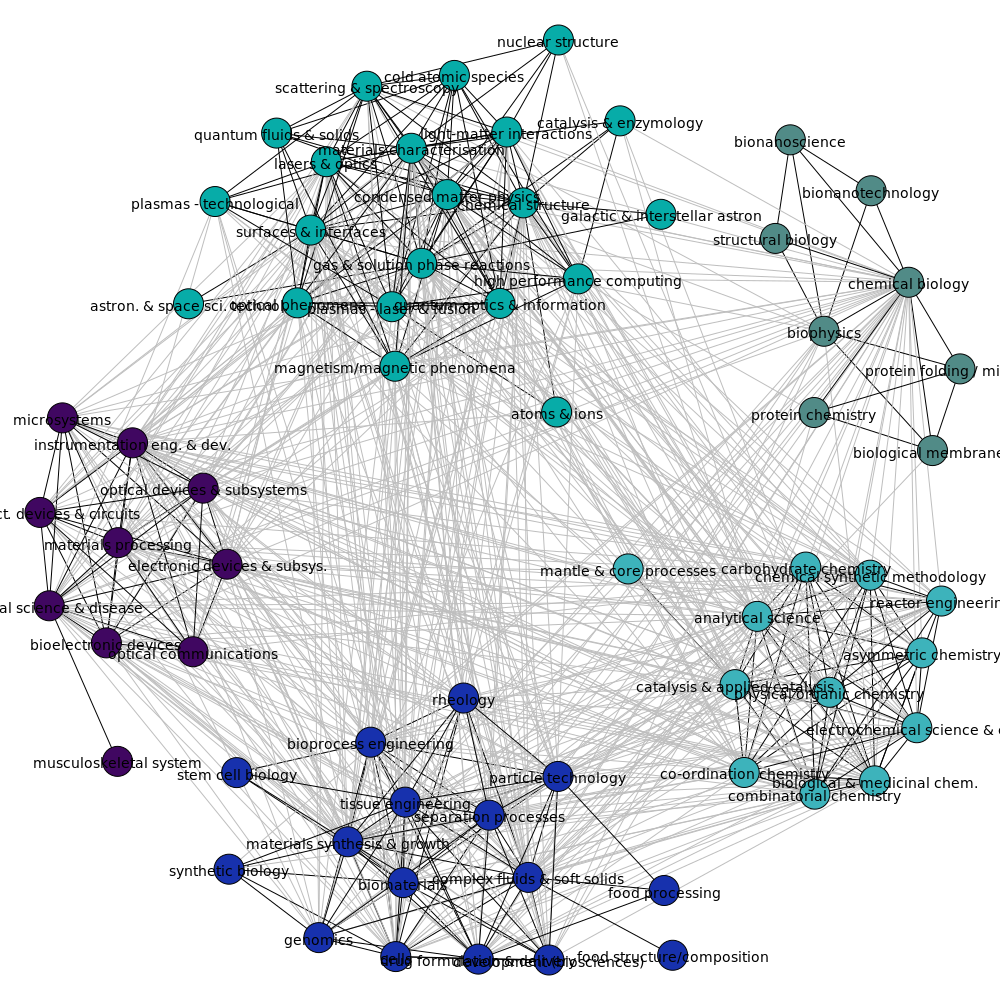 nuclear structure
cold atomic species
scattering & spectroscopy
catalysis & enzymology
light-matter interactions
quantum fluids & solids
bionanoscience
materials characterisation
lasers & optics
bionanotechnology
condensed matter physics
plasmas - technological
chemical structure
galactic & interstellar astron
surfaces & interfaces
structural biology
gas & solution phase reactions
high performance computing
chemical biology
astron. & space sci. technol
optical phenomena
plasmas - laser & fusion
quantum optics & information
biophysics
magnetism/magnetic phenomena
protein folding / mi
atoms & ions
protein chemistry
microsystems
instrumentation eng. & dev.
biological membrane
optical devices & subsystems
ct. devices & circuits
materials processing
electronic devices & subsys.
mantle & core processes
carbohydrate chemistry
chemical synthetic methodology
reactor engineerin
al science & disease
analytical science
bioelectronic devices
optical communications
asymmetric chemistry
catalysis & applied catalysis
physical organic chemistry
rheology
electrochemical science &
bioprocess engineering
musculoskeletal system
stem cell biology
particle technology
co-ordination chemistry
biological & medicinal chem.
combinatorial chemistry
tissue engineering
separation processes
materials synthesis & growth
synthetic biology
biomaterials
complex fluids & soft solids
food processing
genomics
cells
drug formulation & delivery
development (biosciences)
food structure/composition